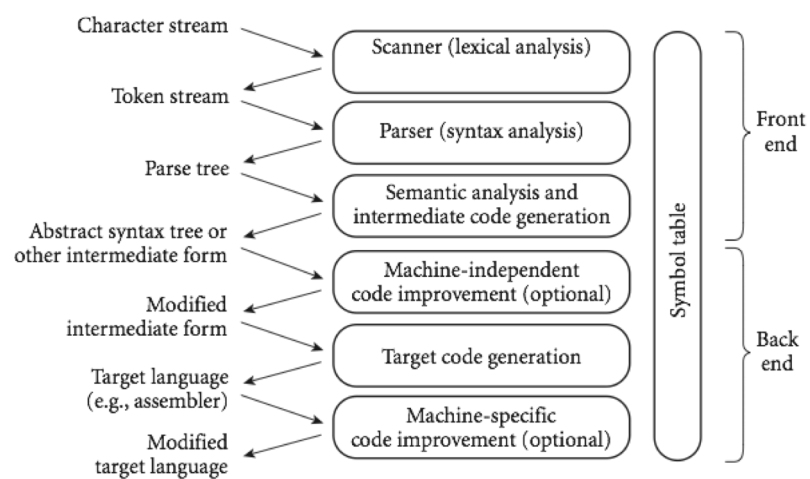 Character stream
Scanner (lexical analysis)
Token stream
Parser (syntax analysis)
Parse tree
Semantic analysis and
intermediate code generation
Abstract syntax tree or
other intermediate form
Machine-independent
code improvement (optional)
Modified
intermediate form
Target code generation
Target language
(e.g., assembler)
Machine-specific
code improvement (optional)
Modified
target language
Symbol table
Front
end
Back
end